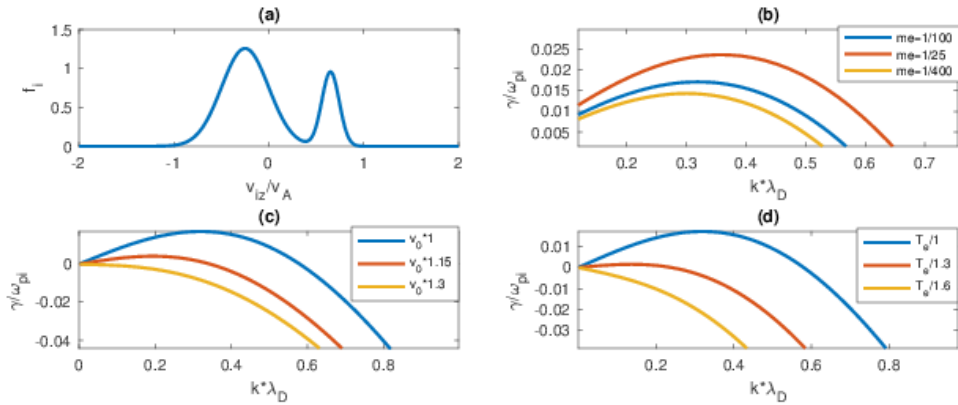 (a)
1.5
1
0.5
0
f_i
-2 -1 0 1 2
v_iz/v_A
(b)
0.025
0.02
0.015
0.01
0.005
γ/ω_pi
0.2 0.3 0.4 0.5 0.6 0.7
k*λ_D
me=1/100
me=1/25
me=1/400
(c)
0
-0.02
-0.04
γ/ω_pi
0 0.2 0.4 0.6 0.8
k*λ_D
v_0*1
v_0*1.15
v_0*1.3
(d)
0.01
0
-0.01
-0.02
-0.03
γ/ω_pi
0.2 0.4 0.6 0.8
k*λ_D
T_e/1
T_e/1.3
T_e/1.6